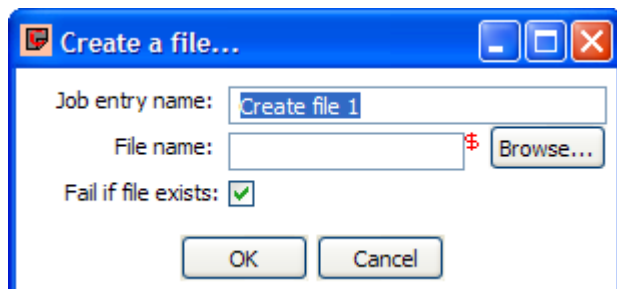 Create a file...
Job entry name: Create file 1
File name: $ Browse...
Fail if file exists:
OK Cancel